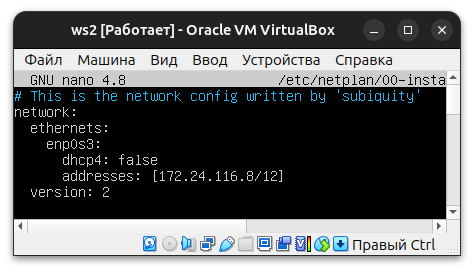 ws2 [Работает] - Oracle VM VirtualBox
Файл Машина Вид Ввод Устройства Справка
GNU nano 4.8 /etc/netplan/00-insta
# This is the network config written by 'subiquity'
network:
  ethernets:
    enp0s3:
      dhcp4: false
      addresses: [172.24.116.8/12]
  version: 2
Правый Ctrl